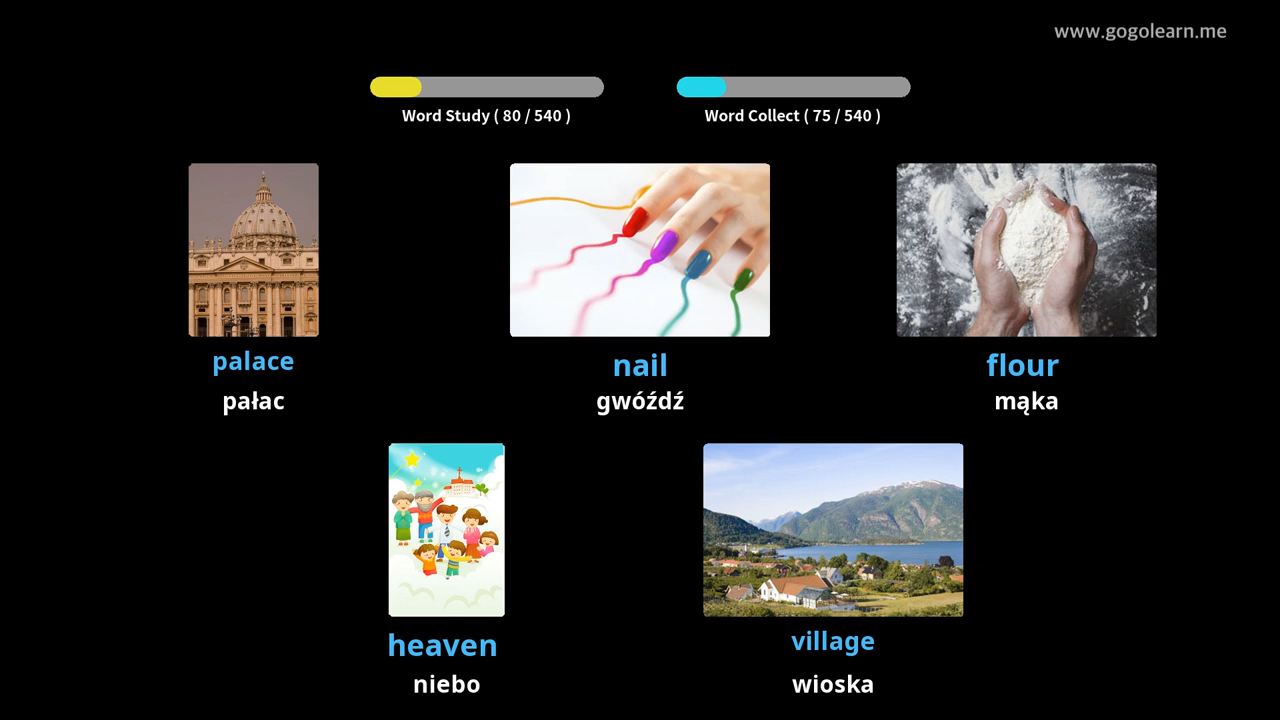 www.gogolearn.me
Word Study ( 80 / 540 )
Word Collect ( 75 / 540 )
palace
pałac
nail
gwóźdź
flour
mąka
heaven
niebo
village
wioska